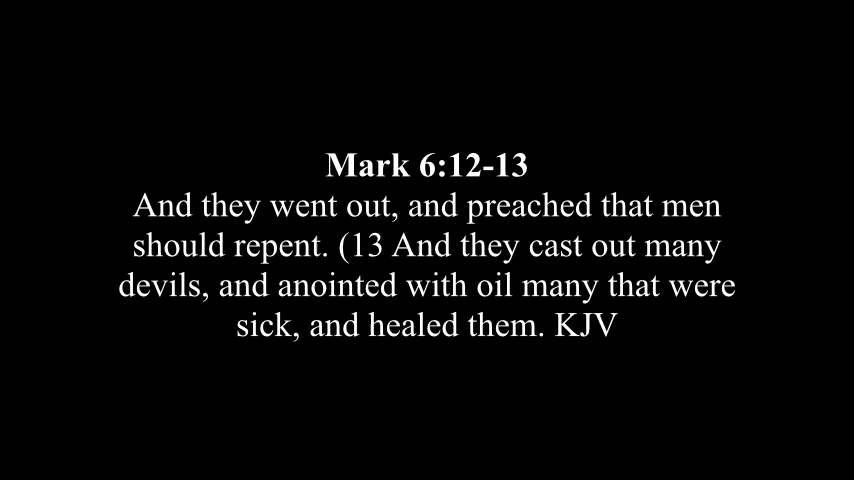 Mark 6:12-13
And they went out, and preached that men
should repent. (13 And they cast out many
devils, and anointed with oil many that were
sick, and healed them. KJV